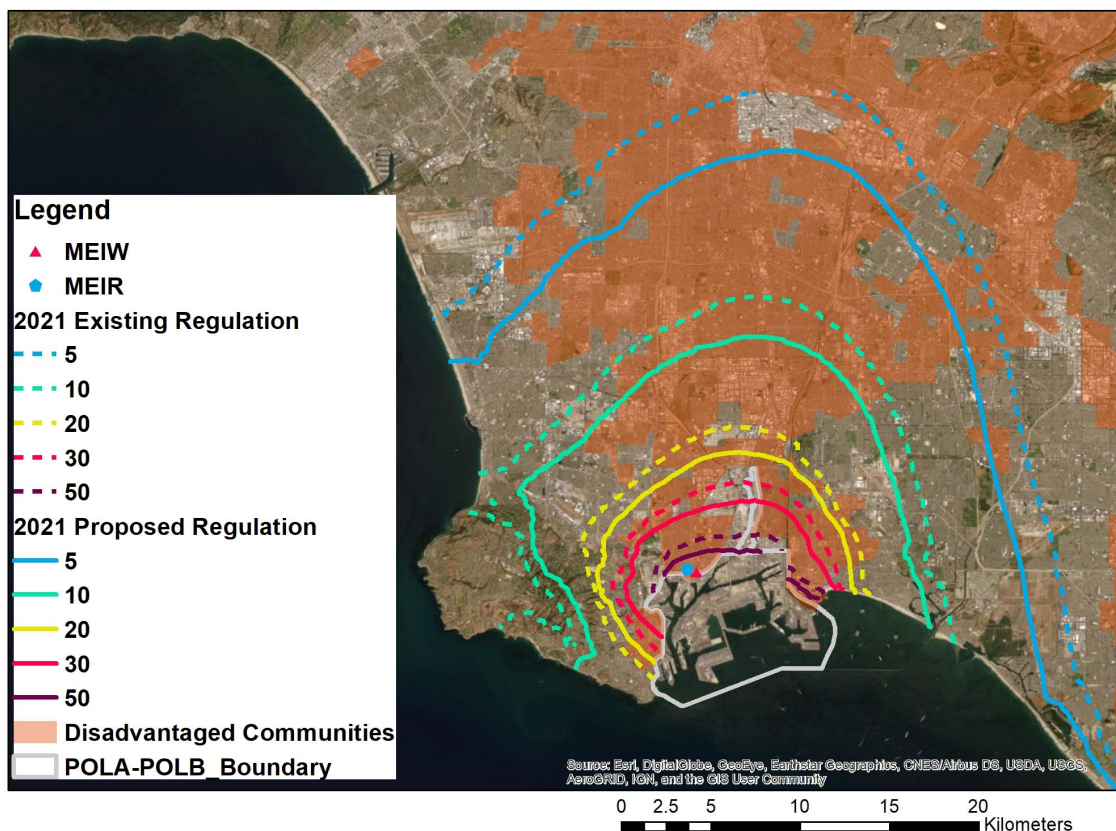 Legend
MEIW
MEIR
2021 Existing Regulation
5
10
20
30
50
2021 Proposed Regulation
5
10
20
30
50
Disadvantaged Communities
POLA-POLB_Boundary
Source: Esri, DigitalGlobe, GeoEye, Earthstar Geographics, CNES/Airbus DS, USDA, USGS,
AeroGRID, IGN, and the GIS User Community
0 2.5 5 10 15 20
Kilometers